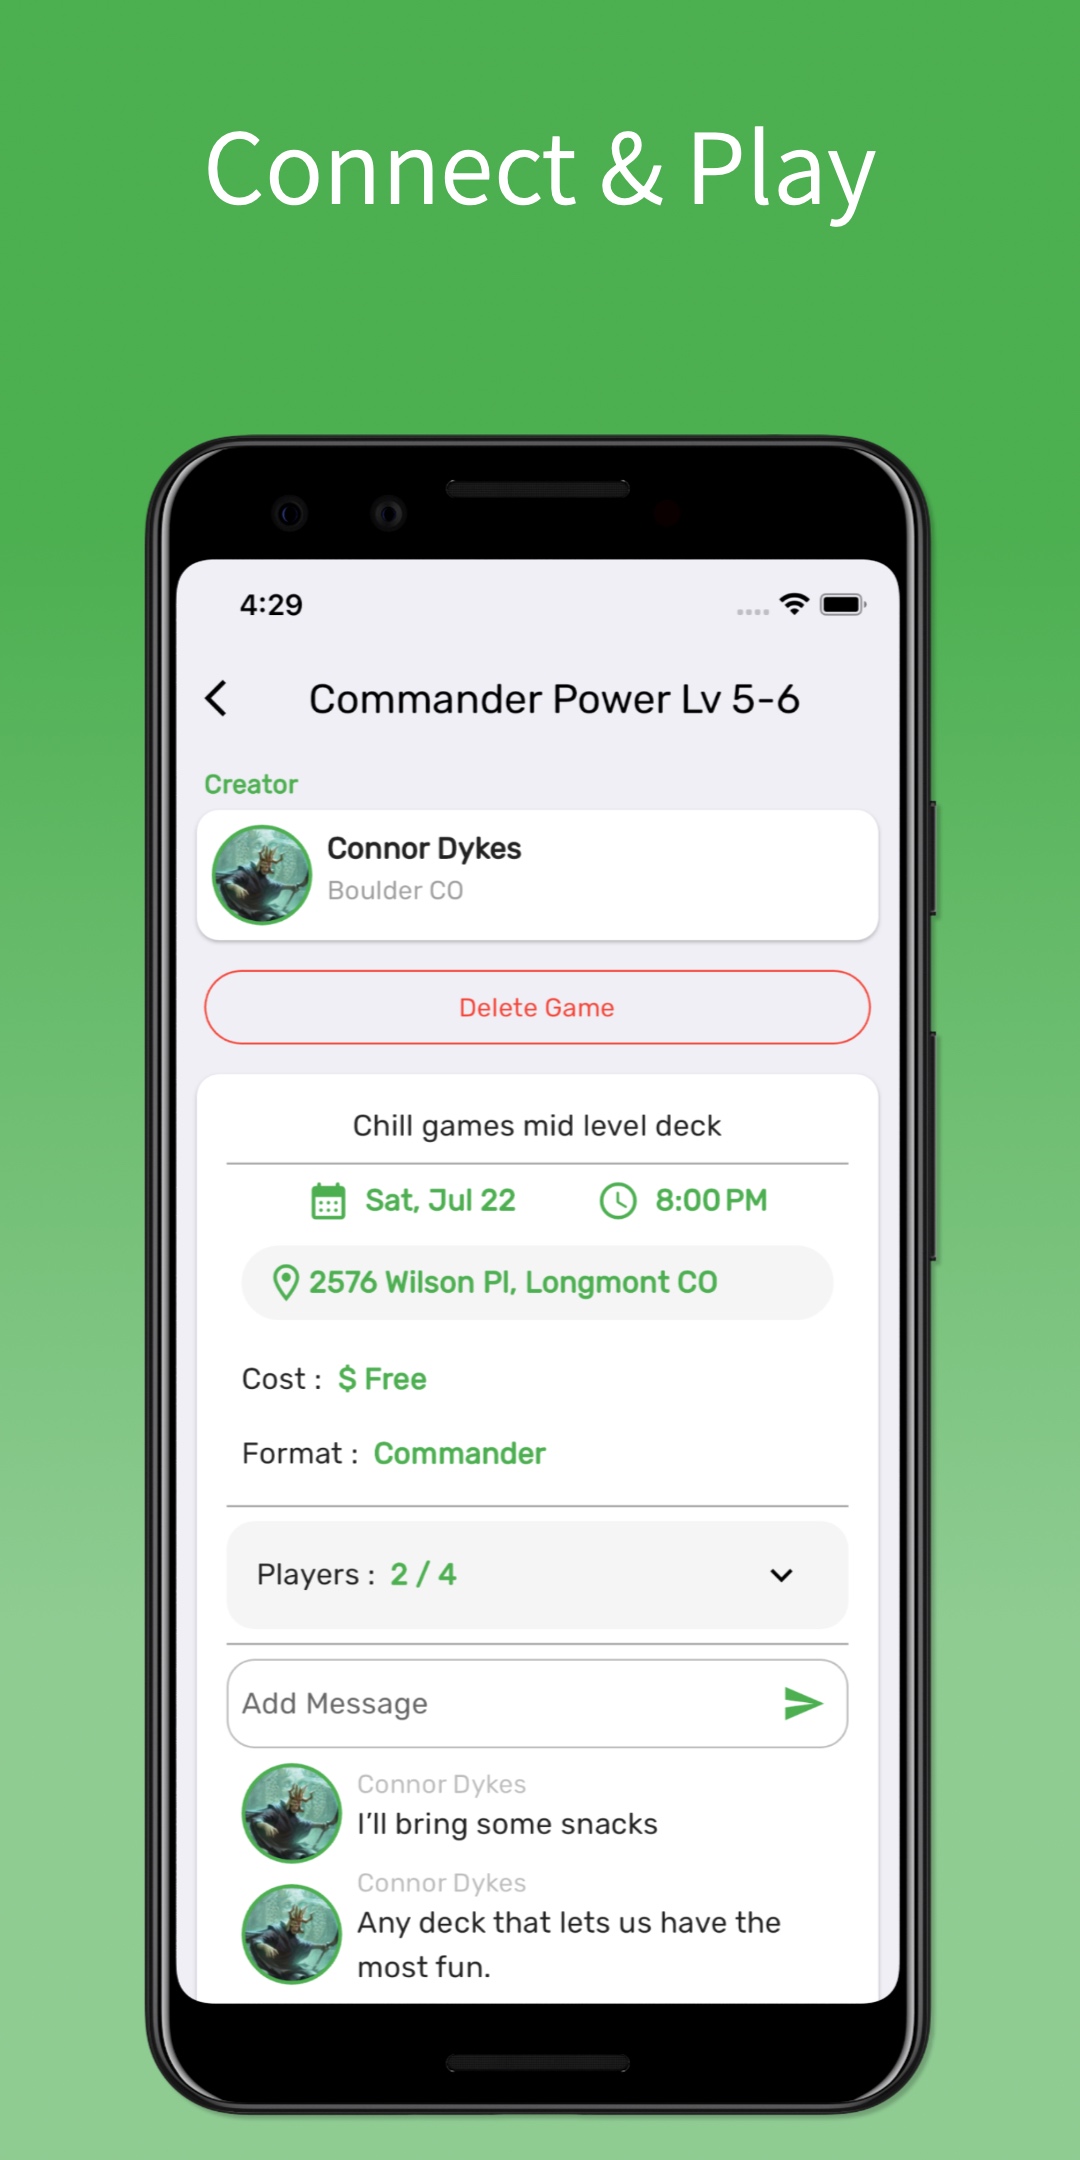 Connect & Play
4:29
Commander Power Lv 5-6
Creator
Connor Dykes
Boulder CO
Delete Game
Chill games mid level deck
Sat, Jul 22
8:00 PM
2576 Wilson Pl, Longmont CO
Cost : $ Free
Format : Commander
Players : 2 / 4
Add Message
Connor Dykes
I'll bring some snacks
Connor Dykes
Any deck that lets us have the
most fun.